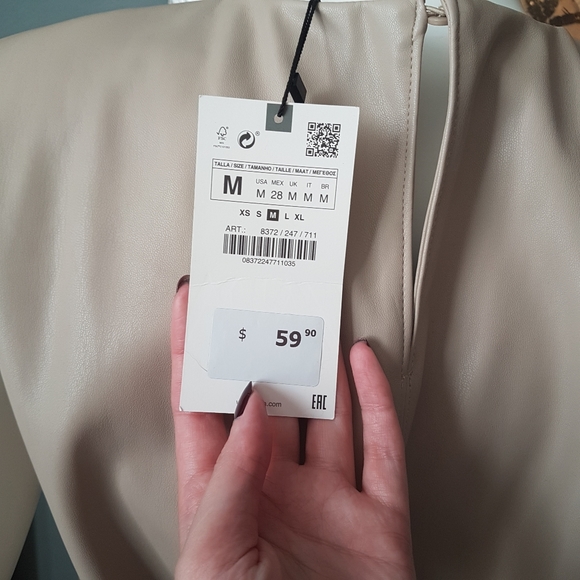 FSC
TALLA / SIZE / TAMANHO / TAILLE / MAAT / ΜΕΓΕΘΟΣ
M
USA MEX UK IT BR
M 28 M M M
XS S M L XL
ART.: 8372 / 247 / 711
08372247711035
$ 59 90
.com
EAC